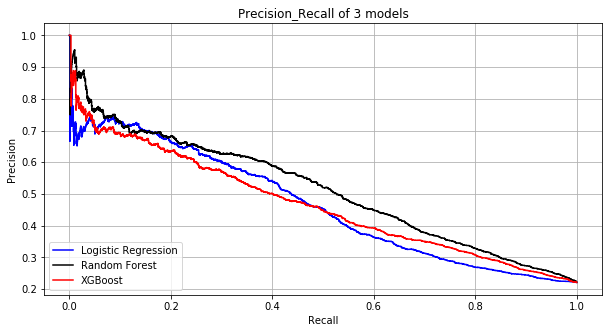 Precision_Recall of 3 models
Precision
1.0
0.9
0.8
0.7
0.6
0.5
0.4
0.3
0.2
Logistic Regression
Random Forest
XGBoost
0.0 0.2 0.4 0.6 0.8 1.0
Recall